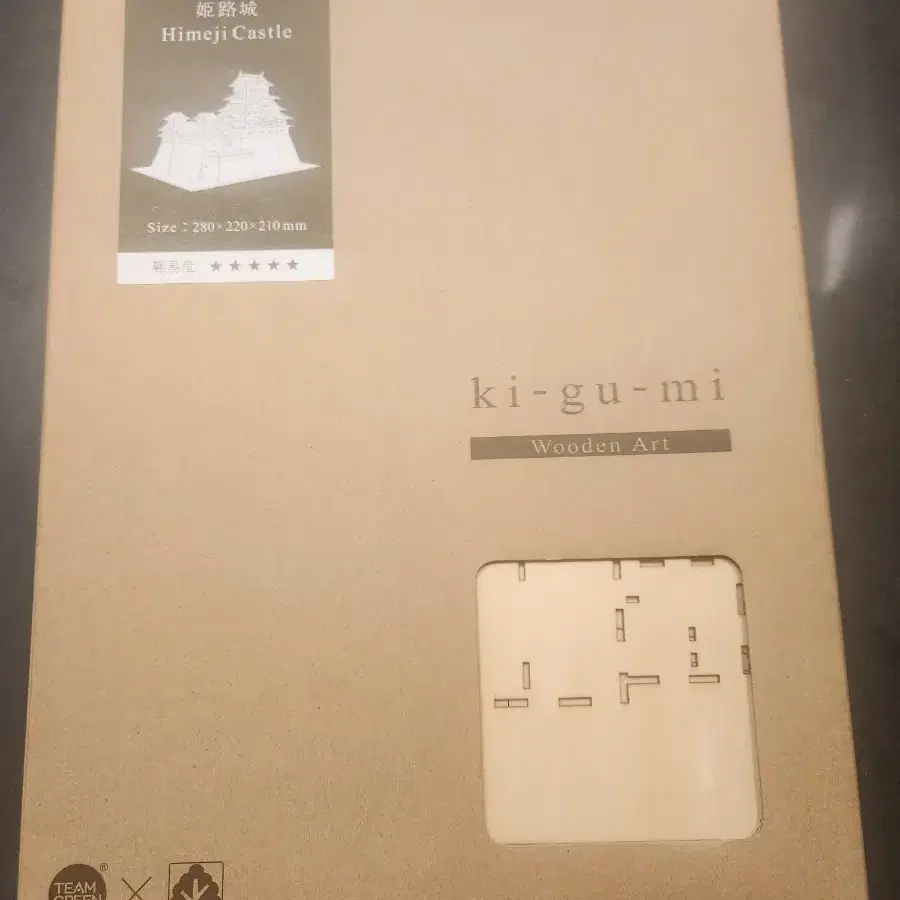 姫路城
Himeji Castle
Size : 280×220×210mm
難易度 ★★★★★
ki-gu-mi
Wooden Art
TEAM
GREEN
®